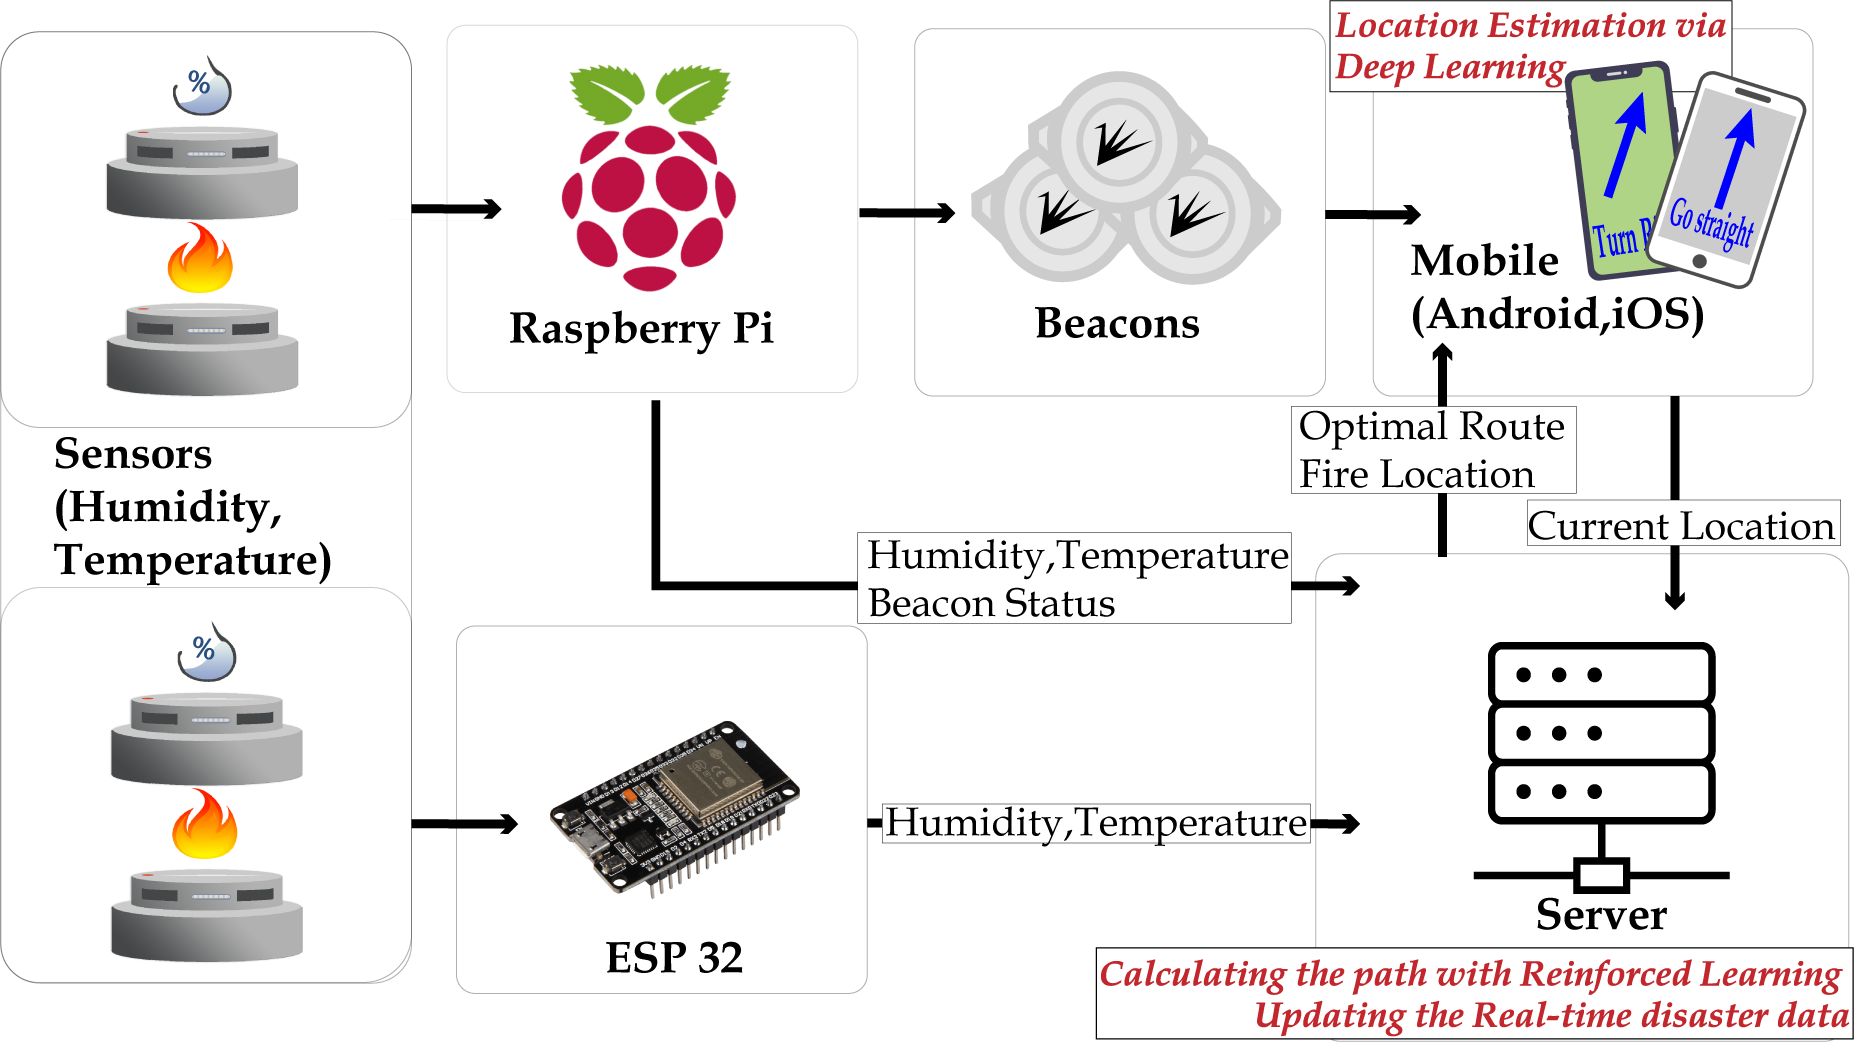 Location Estimation via
Deep Learning
%
Turn
Go straight
Mobile
(Android,iOS)
Raspberry Pi
Beacons
Optimal Route
Fire Location
Current Location
Sensors
(Humidity,
Temperature)
Humidity,Temperature
Beacon Status
%
Humidity,Temperature
ESP 32
Server
Calculating the path with Reinforced Learning
Updating the Real-time disaster data